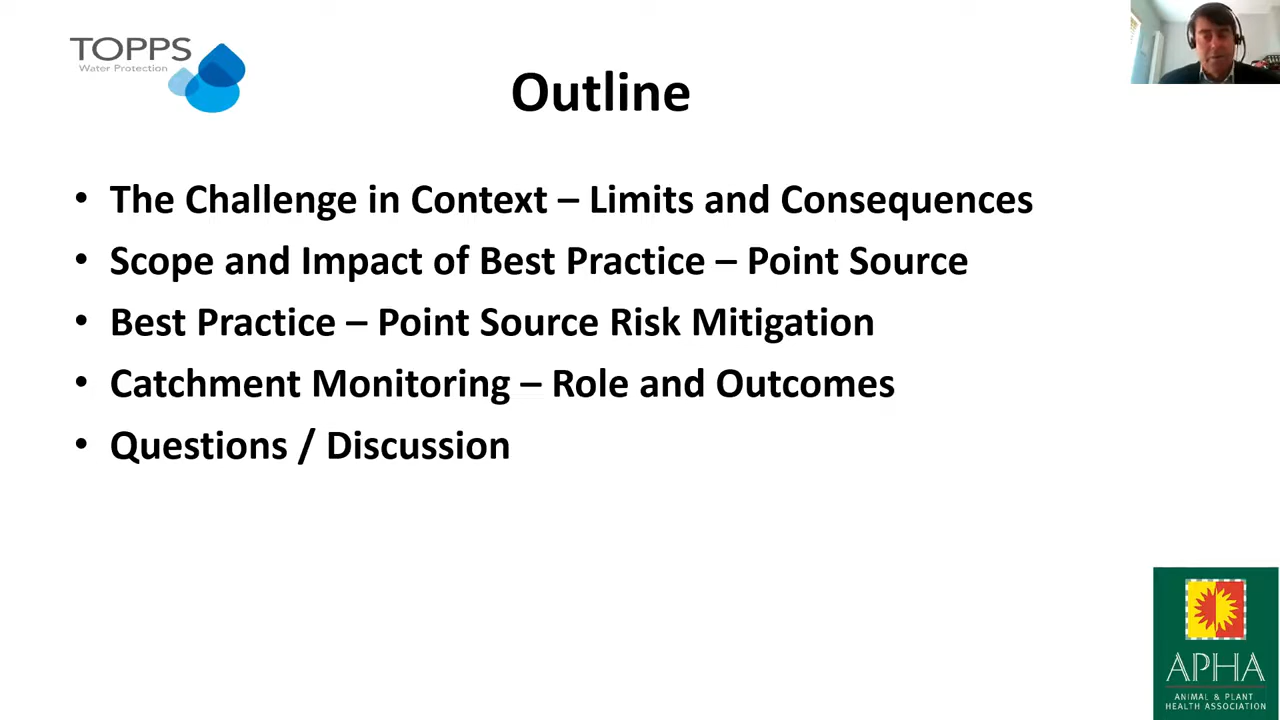 TOPPS
Water Protection
Outline
• The Challenge in Context – Limits and Consequences
• Scope and Impact of Best Practice – Point Source
• Best Practice – Point Source Risk Mitigation
• Catchment Monitoring – Role and Outcomes
• Questions / Discussion
APHA
ANIMAL & PLANT
HEALTH ASSOCIATION